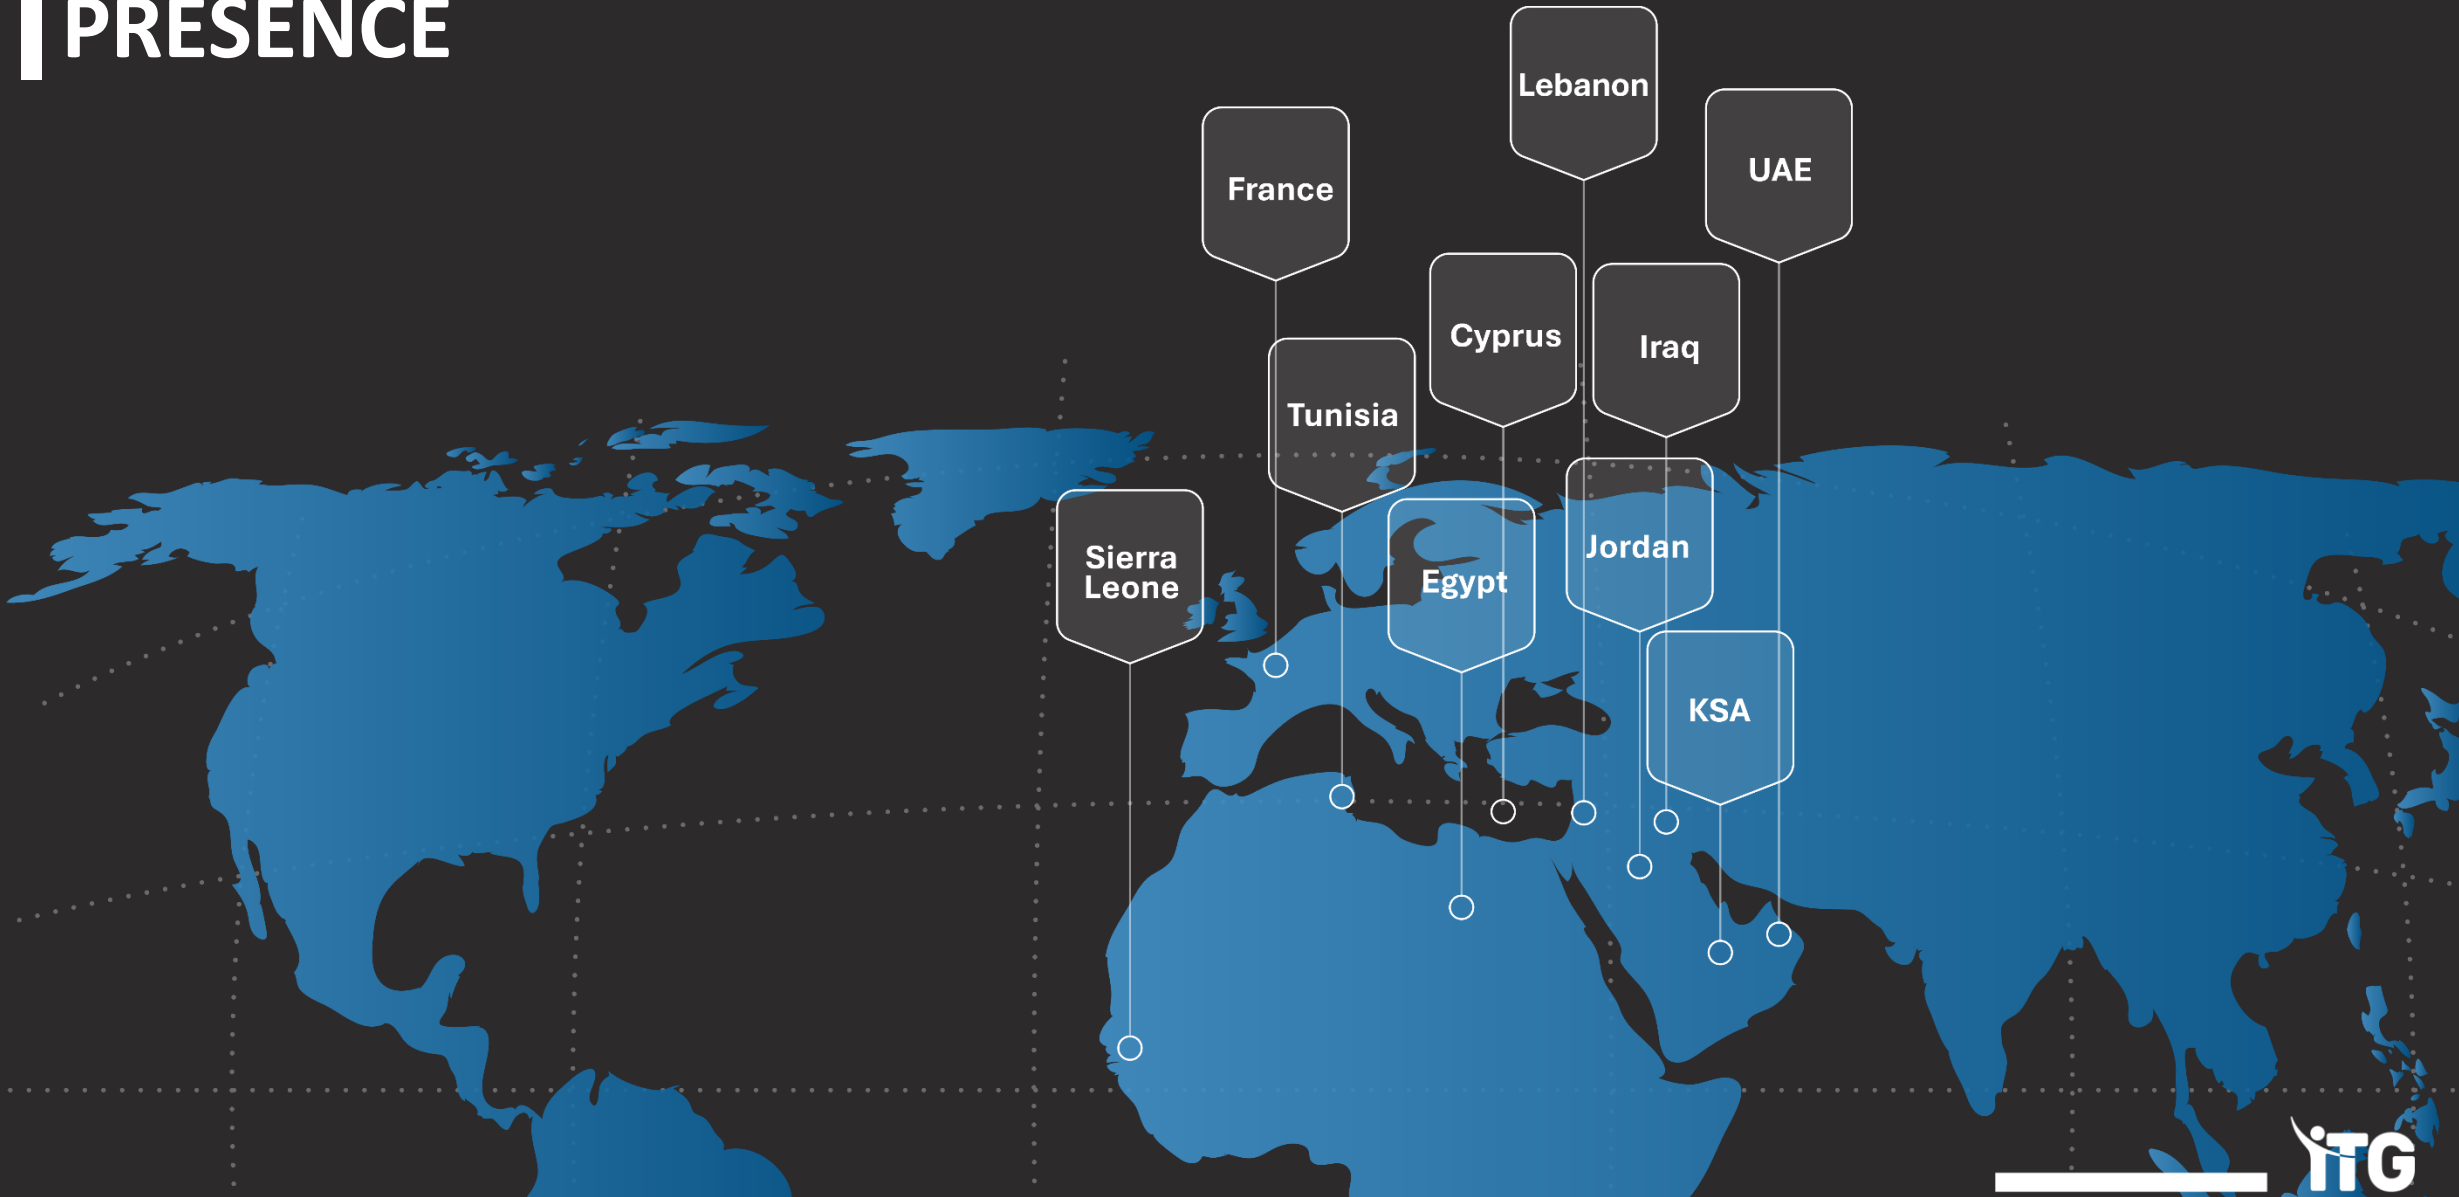 PRESENCE
Lebanon
UAE
France
Cyprus
Iraq
Tunisia
Jordan
Sierra
Leone
Egypt
KSA
iTG